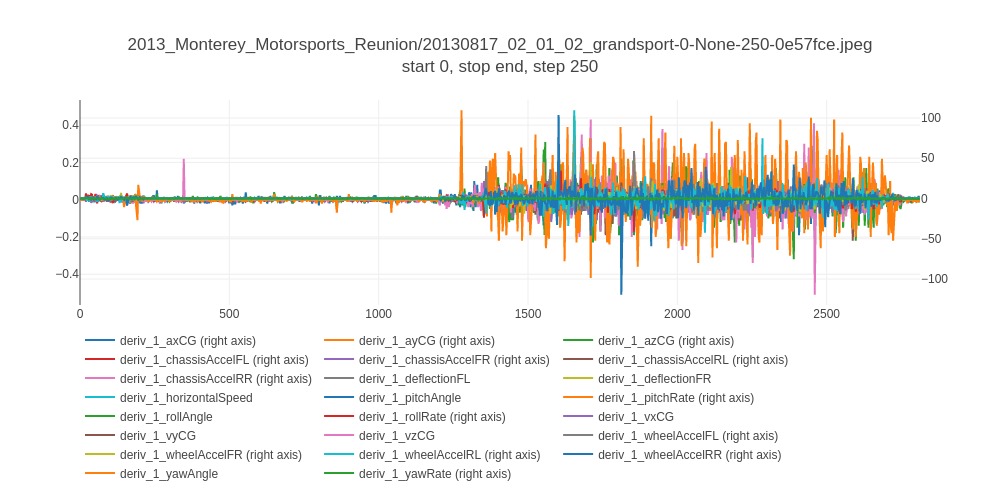 2013_Monterey_Motorsports_Reunion/20130817_02_01_02_grandsport-0-None-250-0e57fce.jpeg
start 0, stop end, step 250
0.4
0.2
0
−0.2
−0.4
100
50
0
−50
−100
0 500 1000 1500 2000 2500
deriv_1_axCG (right axis) deriv_1_ayCG (right axis) deriv_1_azCG (right axis)
deriv_1_chassisAccelFL (right axis) deriv_1_chassisAccelFR (right axis) deriv_1_chassisAccelRL (right axis)
deriv_1_chassisAccelRR (right axis) deriv_1_deflectionFL deriv_1_deflectionFR
deriv_1_horizontalSpeed deriv_1_pitchAngle deriv_1_pitchRate (right axis)
deriv_1_rollAngle deriv_1_rollRate (right axis) deriv_1_vxCG
deriv_1_vyCG deriv_1_vzCG deriv_1_wheelAccelFL (right axis)
deriv_1_wheelAccelFR (right axis) deriv_1_wheelAccelRL (right axis) deriv_1_wheelAccelRR (right axis)
deriv_1_yawAngle deriv_1_yawRate (right axis)